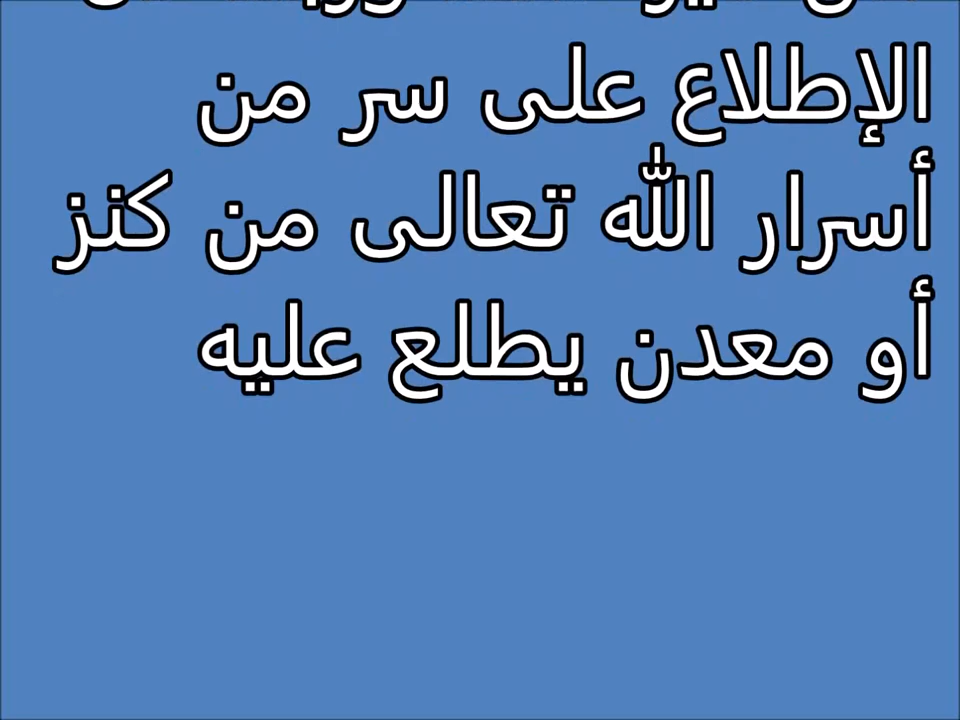 الإطلاع على سر من
أسرار الله تعالى من كنز
أو معدن يطلع عليه